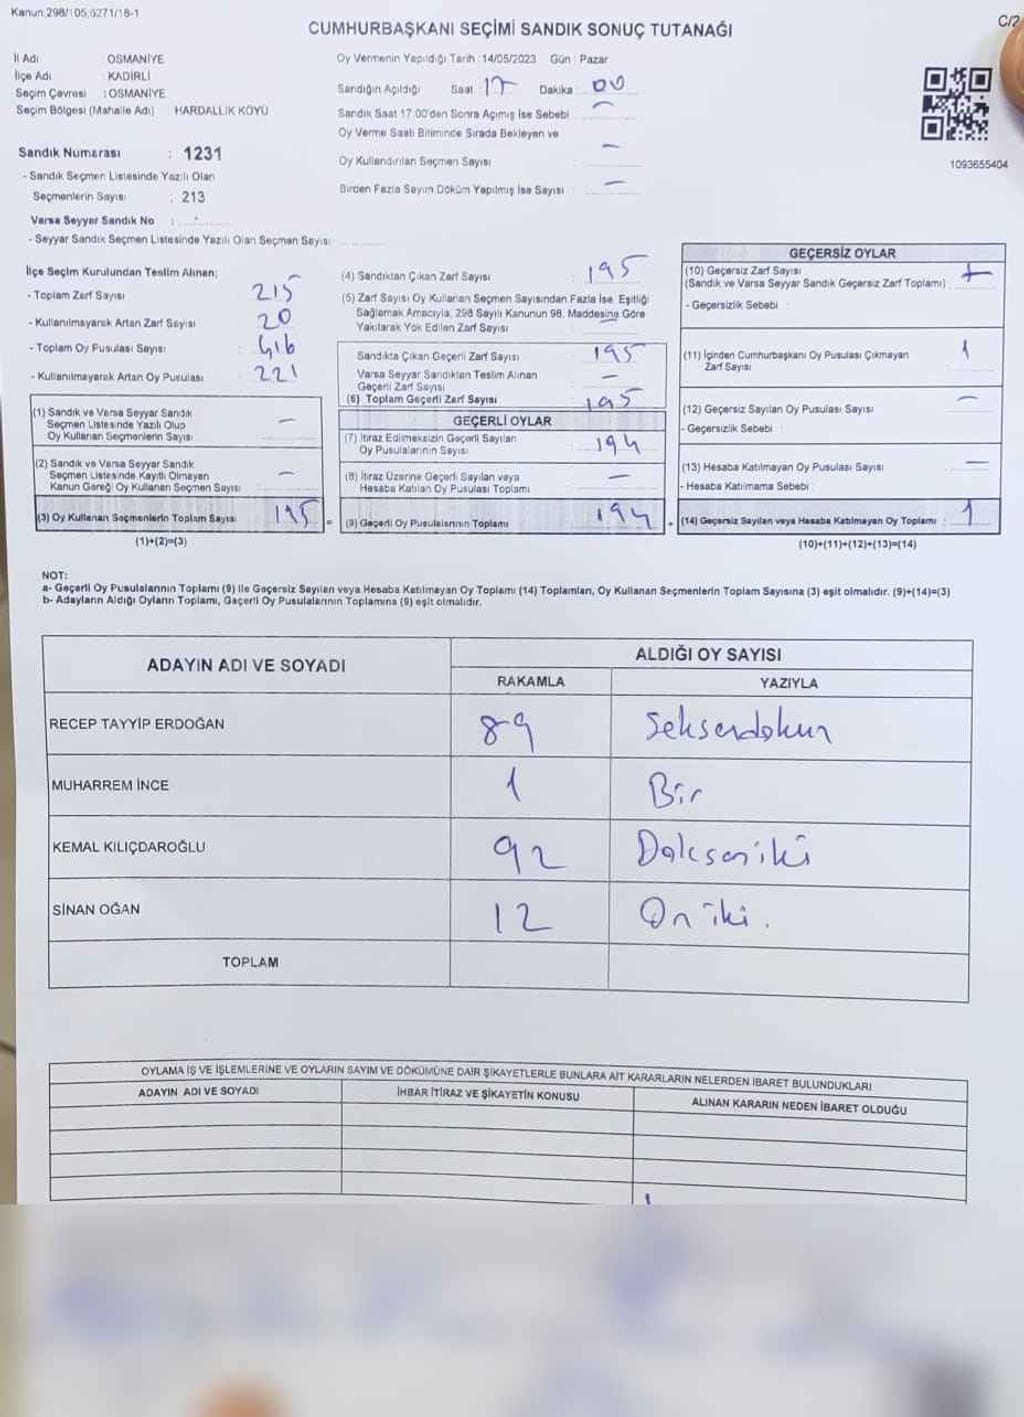 Kanun;298/105;6271/18-1
C/2
CUMHURBAŞKANI SEÇİMİ SANDIK SONUÇ TUTANAĞI
İl Adı : OSMANİYE
İlçe Adı : KADİRLİ
Seçim Çevresi : OSMANİYE
Seçim Bölgesi (Mahalle Adı) HARDALLIK KÖYÜ
Sandık Numarası : 1231
- Sandık Seçmen Listesinde Yazılı Olan
Seçmenlerin Sayısı : 213
Varsa Seyyar Sandık No :
- Seyyar Sandık Seçmen Listesinde Yazılı Olan Seçmen Sayısı
Oy Vermenin Yapıldığı Tarih :14/05/2023 Gün : Pazar
Sandığın Açıldığı Saat : 17 Dakika : 00
Sandık Saat 17:00'den Sonra Açımış İse Sebebi : –
Oy Verme Saati Bitiminde Sırada Bekleyen ve
Oy Kullandırılan Seçmen Sayısı : –
Birden Fazla Sayım Döküm Yapılmış İse Sayısı : –
1093655404
İlçe Seçim Kurulundan Teslim Alınan;
- Toplam Zarf Sayısı : 215
- Kullanılmayarak Artan Zarf Sayısı : 20
- Toplam Oy Pusulası Sayısı : 416
- Kullanılmayarak Artan Oy Pusulası : 221
(1) Sandık ve Varsa Seyyar Sandık
Seçmen Listesinde Yazılı Olup
Oy Kullanan Seçmenlerin Sayısı –
(2) Sandık ve Varsa Seyyar Sandık
Seçmen Listesinde Kayıtlı Olmayan
Kanun Gereği Oy Kullanan Seçmen Sayısı –
(3) Oy Kullanan Seçmenlerin Toplam Sayısı 195
(1)+(2)=(3)
(4) Sandıktan Çıkan Zarf Sayısı : 195
(5) Zarf Sayısı Oy Kullanan Seçmen Sayısından Fazla İse, Eşitliği
Sağlamak Amacıyla, 298 Sayılı Kanunun 98. Maddesine Göre
Yakılarak Yok Edilen Zarf Sayısı : –
Sandıkta Çıkan Geçerli Zarf Sayısı : 195
Varsa Seyyar Sandıktan Teslim Alınan
Geçerli Zarf Sayısı –
(6) Toplam Geçerli Zarf Sayısı 195
GEÇERLİ OYLAR
(7) İtiraz Edilmeksizin Geçerli Sayılan
Oy Pusulalarının Sayısı 194
(8) İtiraz Üzerine Geçerli Sayılan veya
Hesaba Katılan Oy Pusulası Toplamı –
= (9) Geçerli Oy Pusulalarının Toplamı 194
GEÇERSİZ OYLAR
(10) Geçersiz Zarf Sayısı
(Sandık ve Varsa Seyyar Sandık Geçersiz Zarf Toplamı) :
- Geçersizlik Sebebi :
(11) İçinden Cumhurbaşkanı Oy Pusulası Çıkmayan
Zarf Sayısı 1
(12) Geçersiz Sayılan Oy Pusulası Sayısı –
- Geçersizlik Sebebi :
(13) Hesaba Katılmayan Oy Pusulası Sayısı –
- Hesaba Katılmama Sebebi
+ (14) Geçersiz Sayılan veya Hesaba Katılmayan Oy Toplamı : 1
(10)+(11)+(12)+(13)=(14)
NOT:
a- Geçerli Oy Pusulalarının Toplamı (9) ile Geçersiz Sayılan veya Hesaba Katılmayan Oy Toplamı (14) Toplamları, Oy Kullanan Seçmenlerin Toplam Sayısına (3) eşit olmalıdır. (9)+(14)=(3)
b- Adayların Aldığı Oyların Toplamı, Geçerli Oy Pusulalarının Toplamına (9) eşit olmalıdır.
ADAYIN ADI VE SOYADI ALDIĞI OY SAYISI
RAKAMLA YAZIYLA
RECEP TAYYİP ERDOĞAN 89 Seksendokuz
MUHARREM İNCE 1 Bir
KEMAL KILIÇDAROĞLU 92 Doksaniki
SİNAN OĞAN 12 Oniki.
TOPLAM
OYLAMA İŞ VE İŞLEMLERİNE VE OYLARIN SAYIM VE DÖKÜMÜNE DAİR ŞİKAYETLERLE BUNLARA AİT KARARLARIN NELERDEN İBARET BULUNDUKLARI
ADAYIN ADI VE SOYADI İHBAR İTİRAZ VE ŞİKAYETİN KONUSU ALINAN KARARIN NEDEN İBARET OLDUĞU